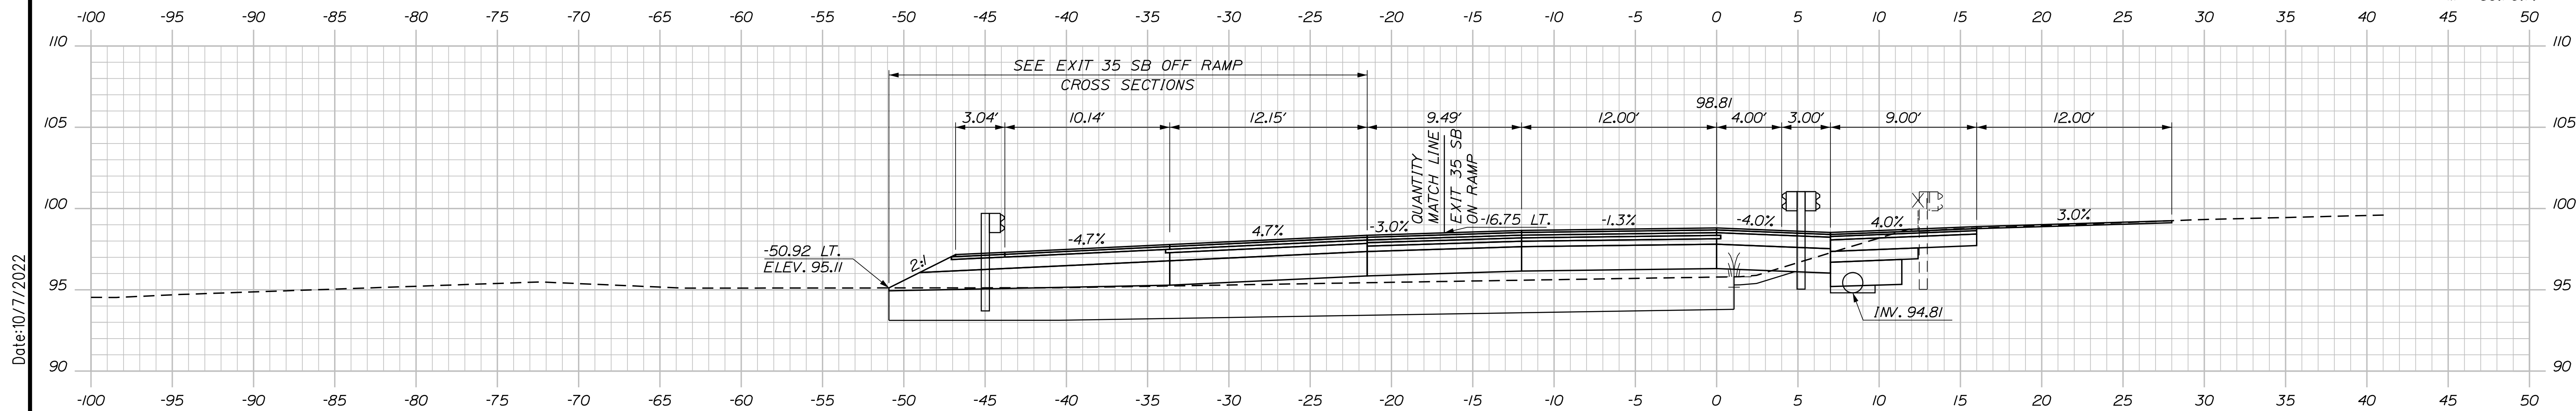 -100 -95 -90 -85 -80 -75 -70 -65 -60 -55 -50 -45 -40 -35 -30 -25 -20 -15 -10 -5 0 5 10 15 20 25 30 35 40 45 50
110 110
SEE EXIT 35 SB OFF RAMP
CROSS SECTIONS
98.81
105 3.04' 10.14' 12.15' 9.49' 12.00' 4.00' 3.00' 9.00' 12.00' 105
QUANTITY
MATCH LINE
EXIT 35 SB
ON RAMP
100 100
-4.7% 4.7% -3.0% -16.75 LT. -1.3% -4.0% 4.0% 3.0%
-50.92 LT.
ELEV. 95.11
2:1
95 95
INV. 94.81
90 90
-100 -95 -90 -85 -80 -75 -70 -65 -60 -55 -50 -45 -40 -35 -30 -25 -20 -15 -10 -5 0 5 10 15 20 25 30 35 40 45 50
Date:10/7/2022